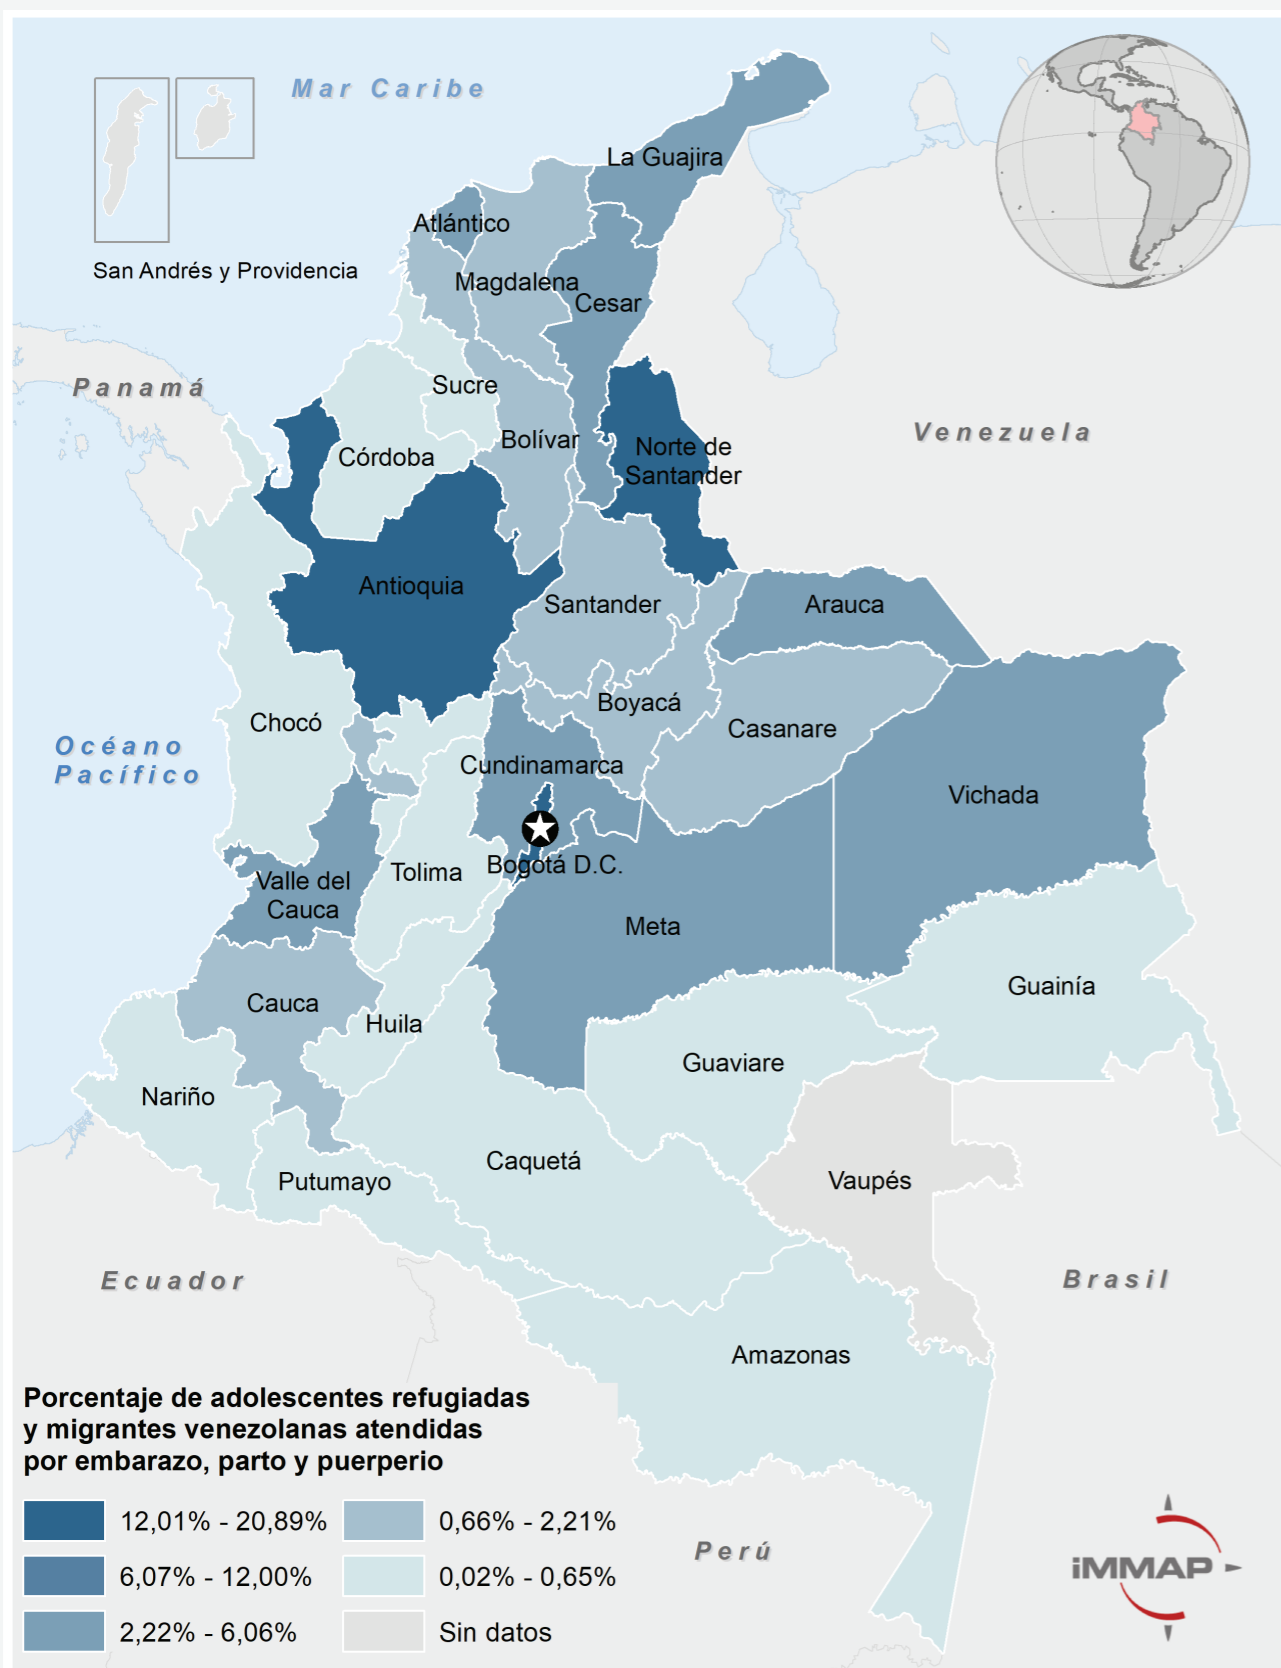 Mar Caribe
La Guajira
Atlántico
San Andrés y Providencia
Magdalena
Cesar
Panamá
Sucre
Venezuela
Bolívar
Norte de
Santander
Córdoba
Antioquia
Santander
Arauca
Boyacá
Chocó
Casanare
Océano
Pacífico
Cundinamarca
Vichada
Bogotá D.C.
Tolima
Valle del
Cauca
Meta
Guainía
Cauca
Huila
Guaviare
Nariño
Caquetá
Vaupés
Putumayo
Ecuador
Brasil
Amazonas
Porcentaje de adolescentes refugiadas
y migrantes venezolanas atendidas
por embarazo, parto y puerperio
12,01% - 20,89%
0,66% - 2,21%
6,07% - 12,00%
0,02% - 0,65%
2,22% - 6,06%
Sin datos
Perú
iMMAP